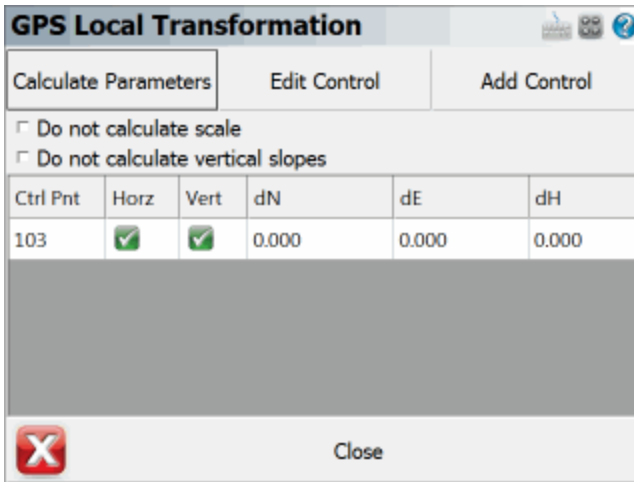 GPS Local Transformation
Calculate Parameters Edit Control Add Control
Do not calculate scale
Do not calculate vertical slopes
Ctrl Pnt Horz Vert dN dE dH
103 0.000 0.000 0.000
Close